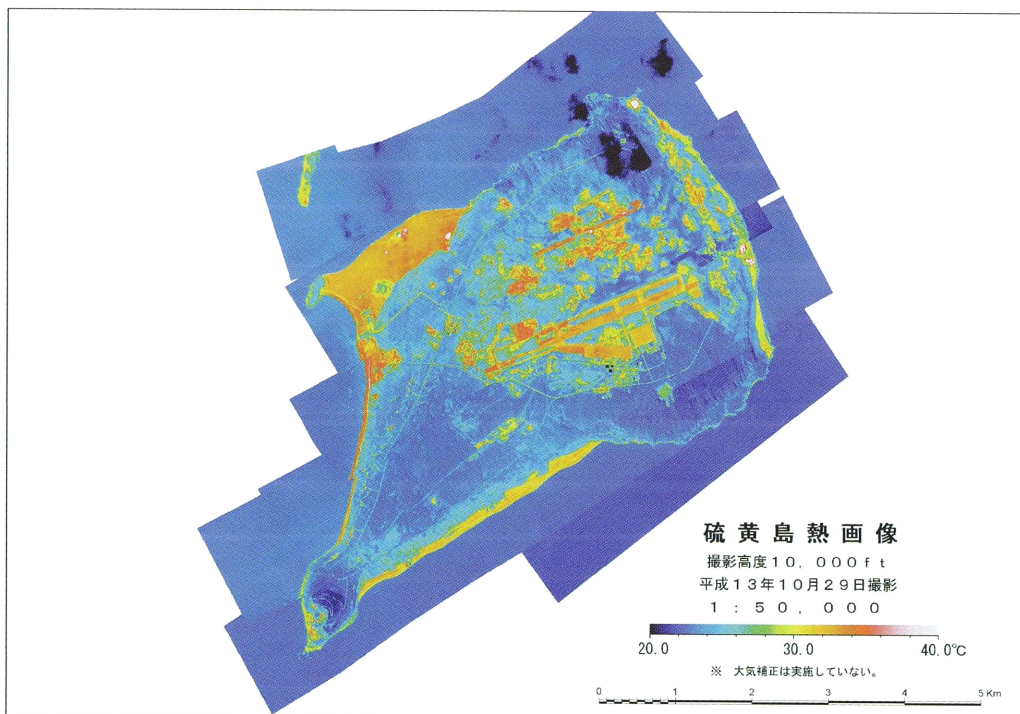 硫黄島熱画像
撮影高度10,000ft
平成13年10月29日撮影
1:50,000
20.0 30.0 40.0℃
※ 大気補正は実施していない。
0 1 2 3 4 5 Km